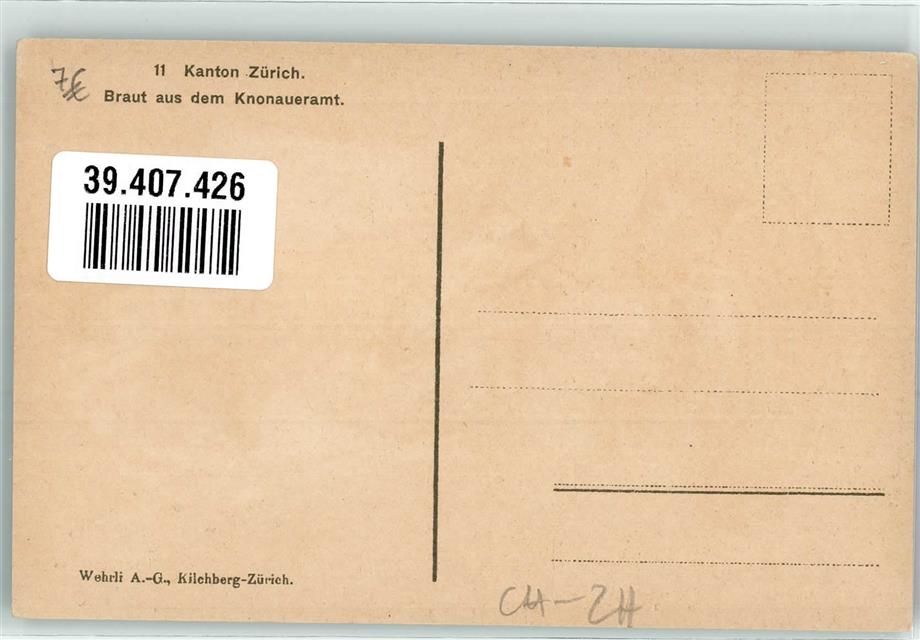 7€
11 Kanton Zürich.
Braut aus dem Knonaueramt.
39.407.426
Wehrli A.-G., Kilchberg-Zürich.
CH-ZH